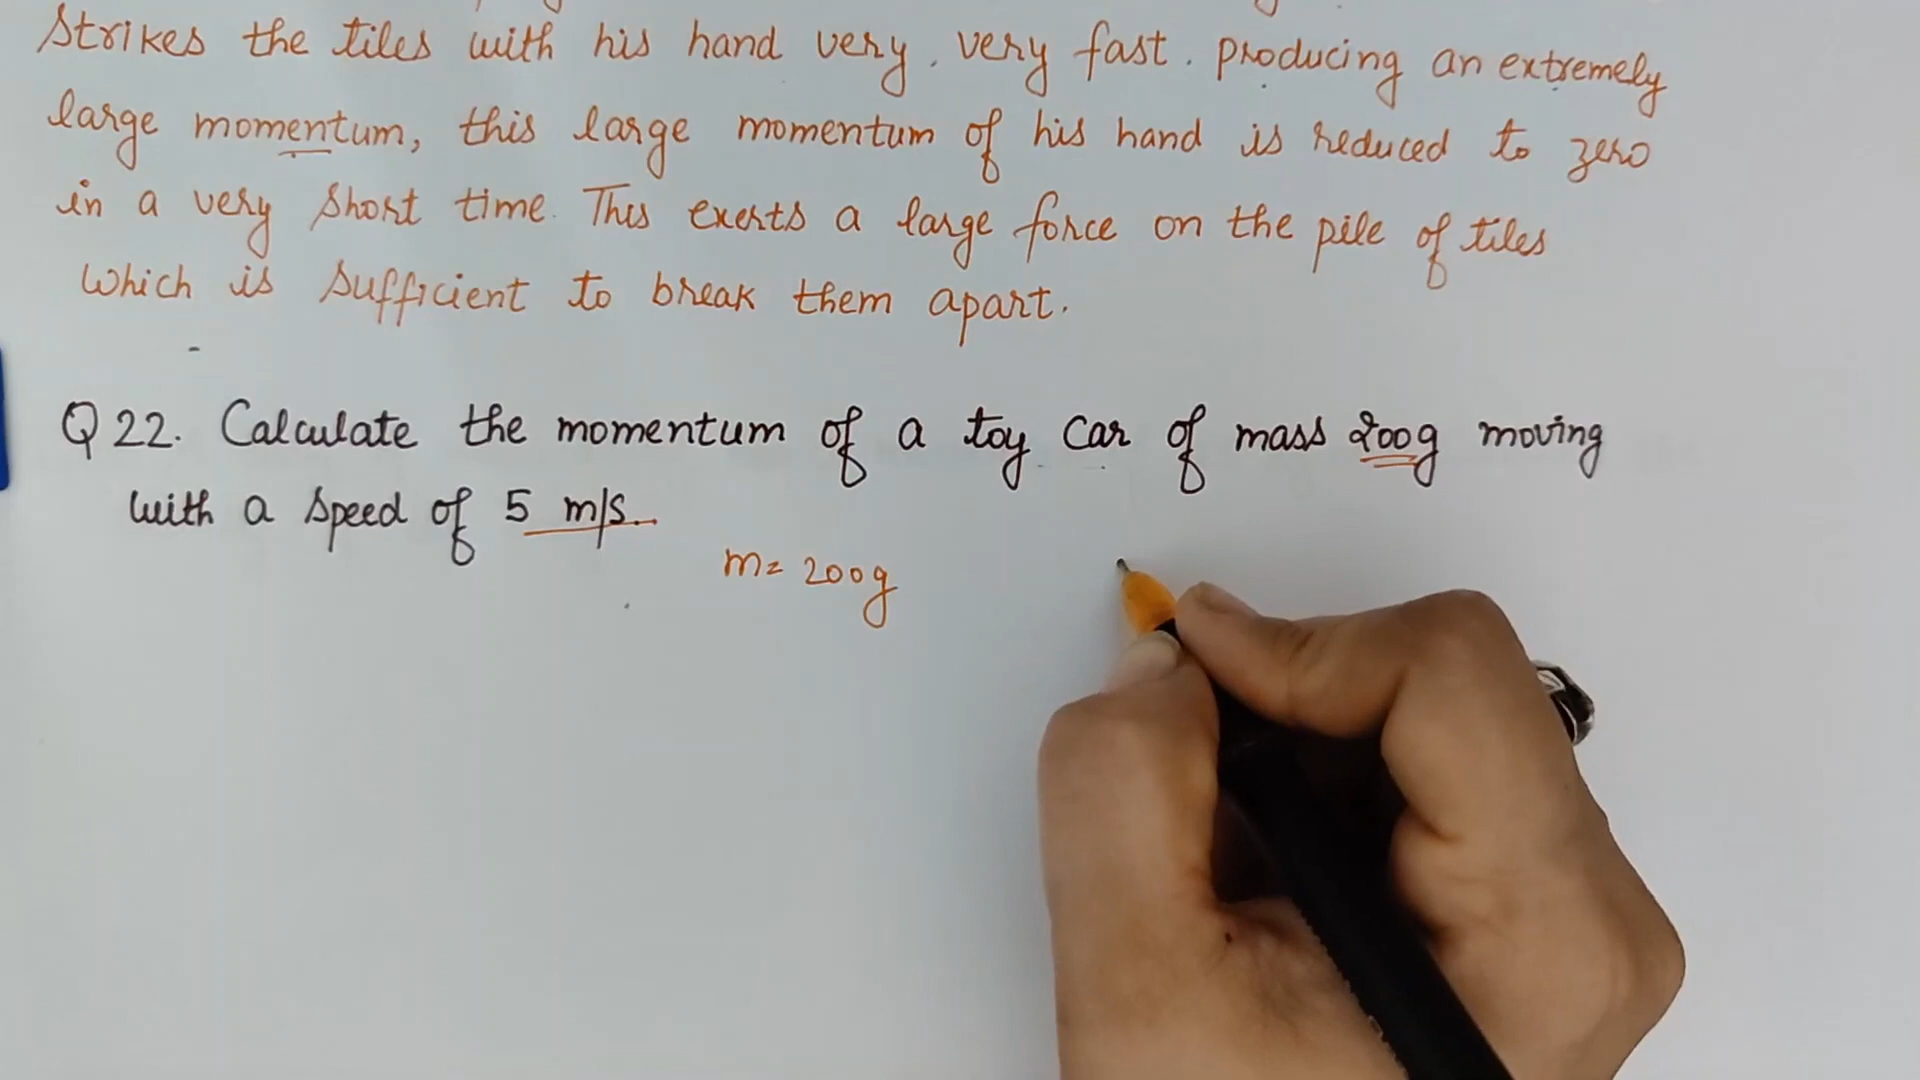 Strikes the tiles with his hand very, very fast. producing an extremely
large momentum, this large momentum of his hand is reduced to zero
in a very short time. This exerts a large force on the pile of tiles
which is sufficient to break them apart.
Q 22. Calculate the momentum of a toy car of mass 200g moving
with a speed of 5 m/s.
m= 200g